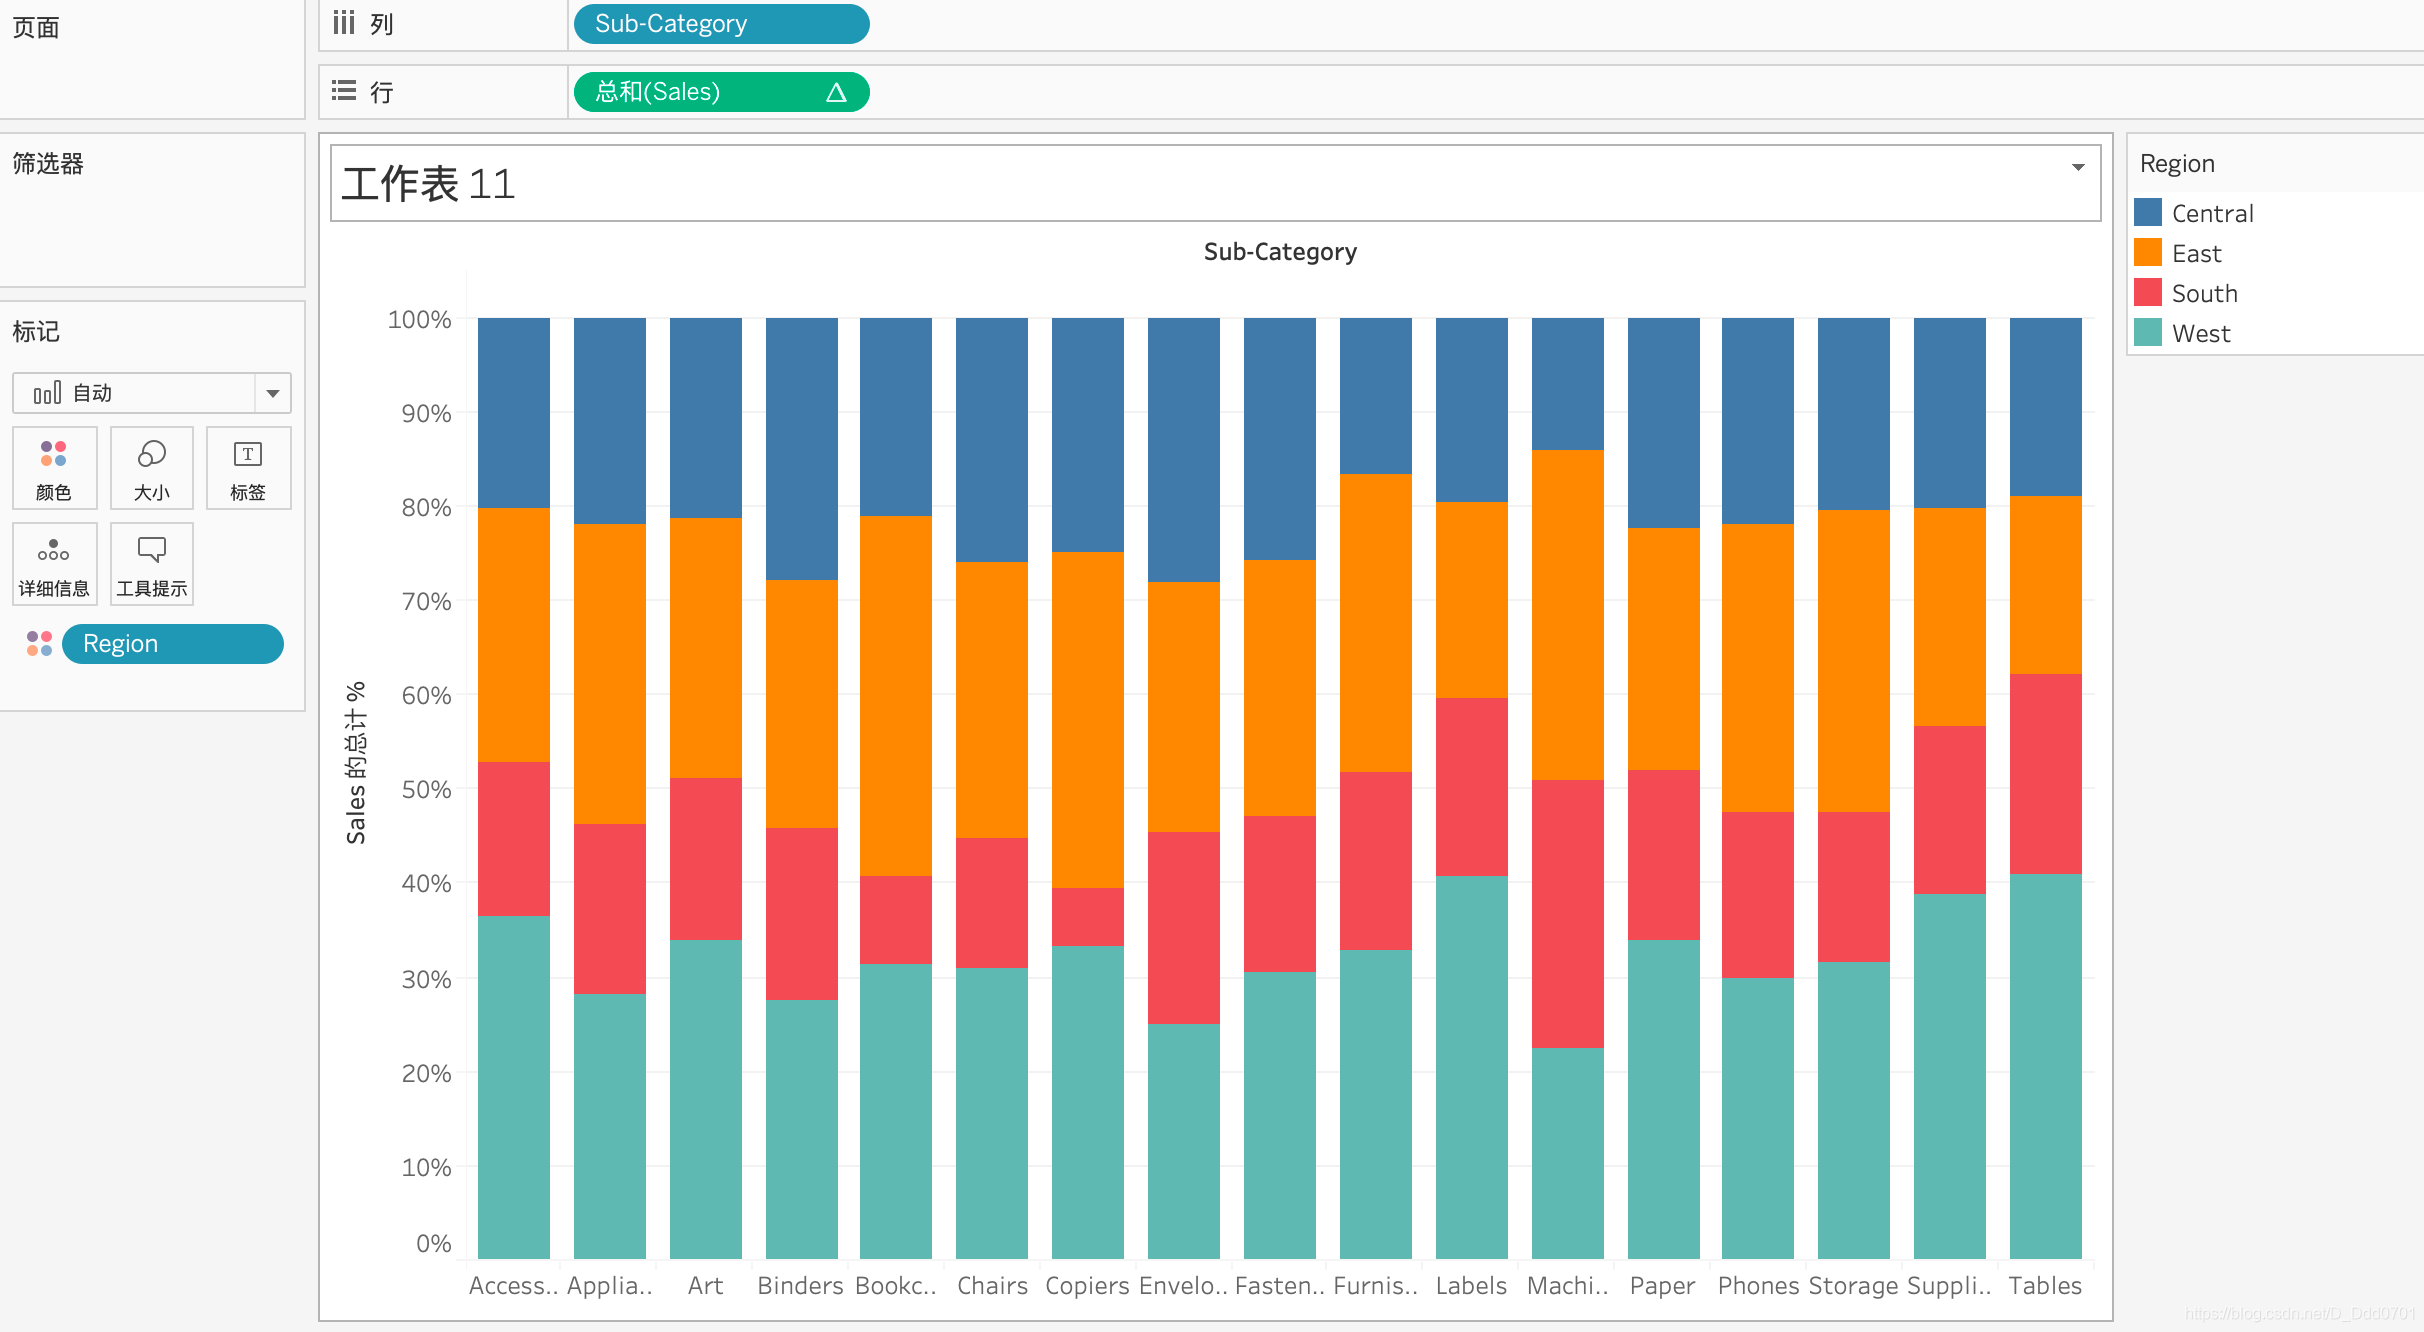 页面
列
Sub-Category
行
总和(Sales)
筛选器
标记
自动
颜色
大小
标签
详细信息
工具提示
Region
工作表 11
Sub-Category
Sales 的总计 %
100%
90%
80%
70%
60%
50%
40%
30%
20%
10%
0%
Access.. Applia.. Art Binders Bookc.. Chairs Copiers Envelo.. Fasten.. Furnis.. Labels Machi.. Paper Phones Storage Suppli.. Tables
Region
Central
East
South
West
https://blog.csdn.net/D_Ddd0701